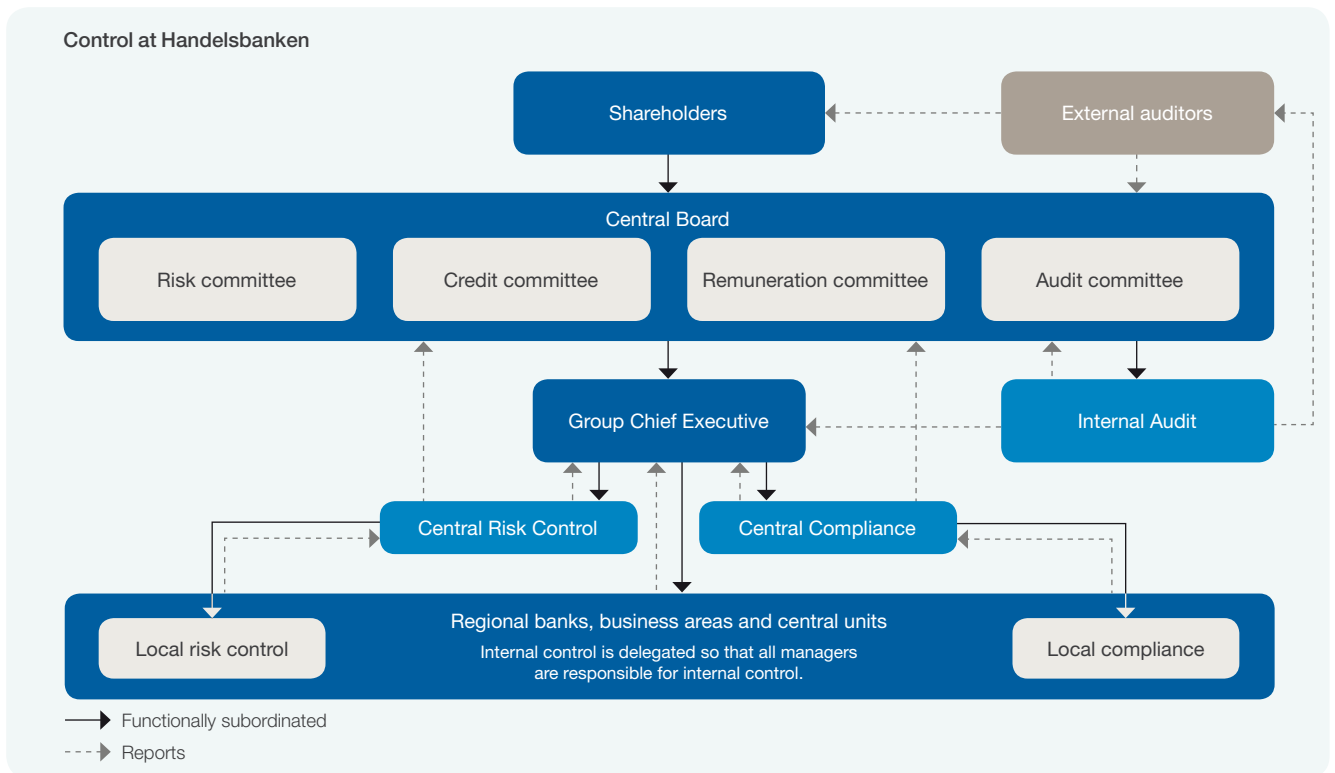 Control at Handelsbanken
Shareholders
External auditors
Central Board
Risk committee
Credit committee
Remuneration committee
Audit committee
Group Chief Executive
Internal Audit
Central Risk Control
Central Compliance
Regional banks, business areas and central units
Internal control is delegated so that all managers
are responsible for internal control.
Local risk control
Local compliance
Functionally subordinated
Reports